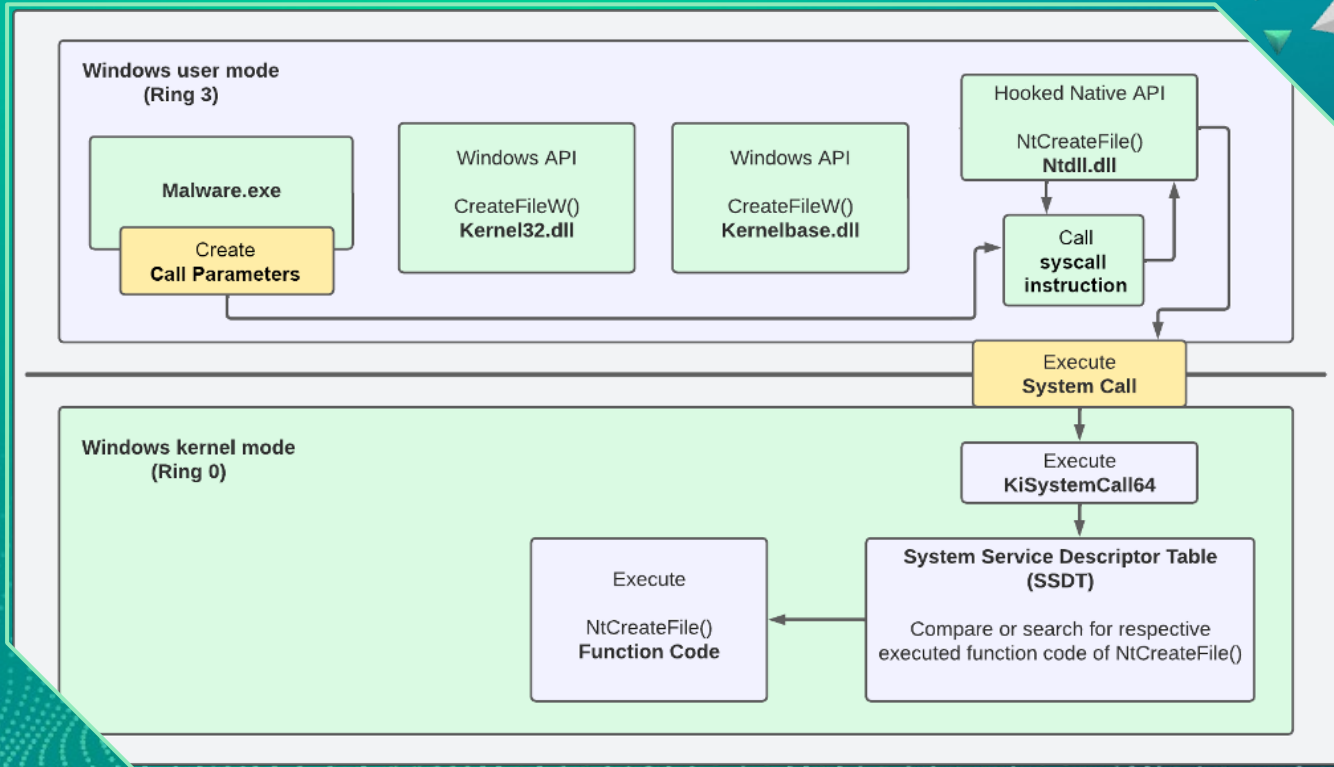 Windows user mode
(Ring 3)
Malware.exe
Create
Call Parameters
Windows API
CreateFileW()
Kernel32.dll
Windows API
CreateFileW()
Kernelbase.dll
Hooked Native API
NtCreateFile()
Ntdll.dll
Call
syscall
instruction
Execute
System Call
Windows kernel mode
(Ring 0)
Execute
KiSystemCall64
System Service Descriptor Table
(SSDT)
Compare or search for respective
executed function code of NtCreateFile()
Execute
NtCreateFile()
Function Code